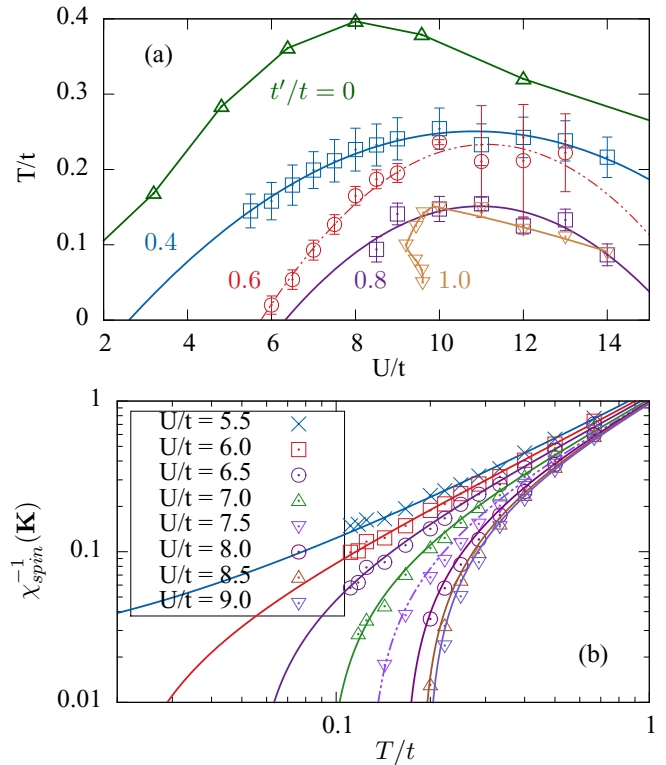 (a)
T/t
0.4
0.3
0.2
0.1
0
t′/t = 0
0.4
0.6
0.8
1.0
2 4 6 8 10 12 14
U/t
χ⁻¹ₛₚᵢₙ(K)
1
0.1
0.01
U/t = 5.5
U/t = 6.0
U/t = 6.5
U/t = 7.0
U/t = 7.5
U/t = 8.0
U/t = 8.5
U/t = 9.0
(b)
0.1 1
T/t